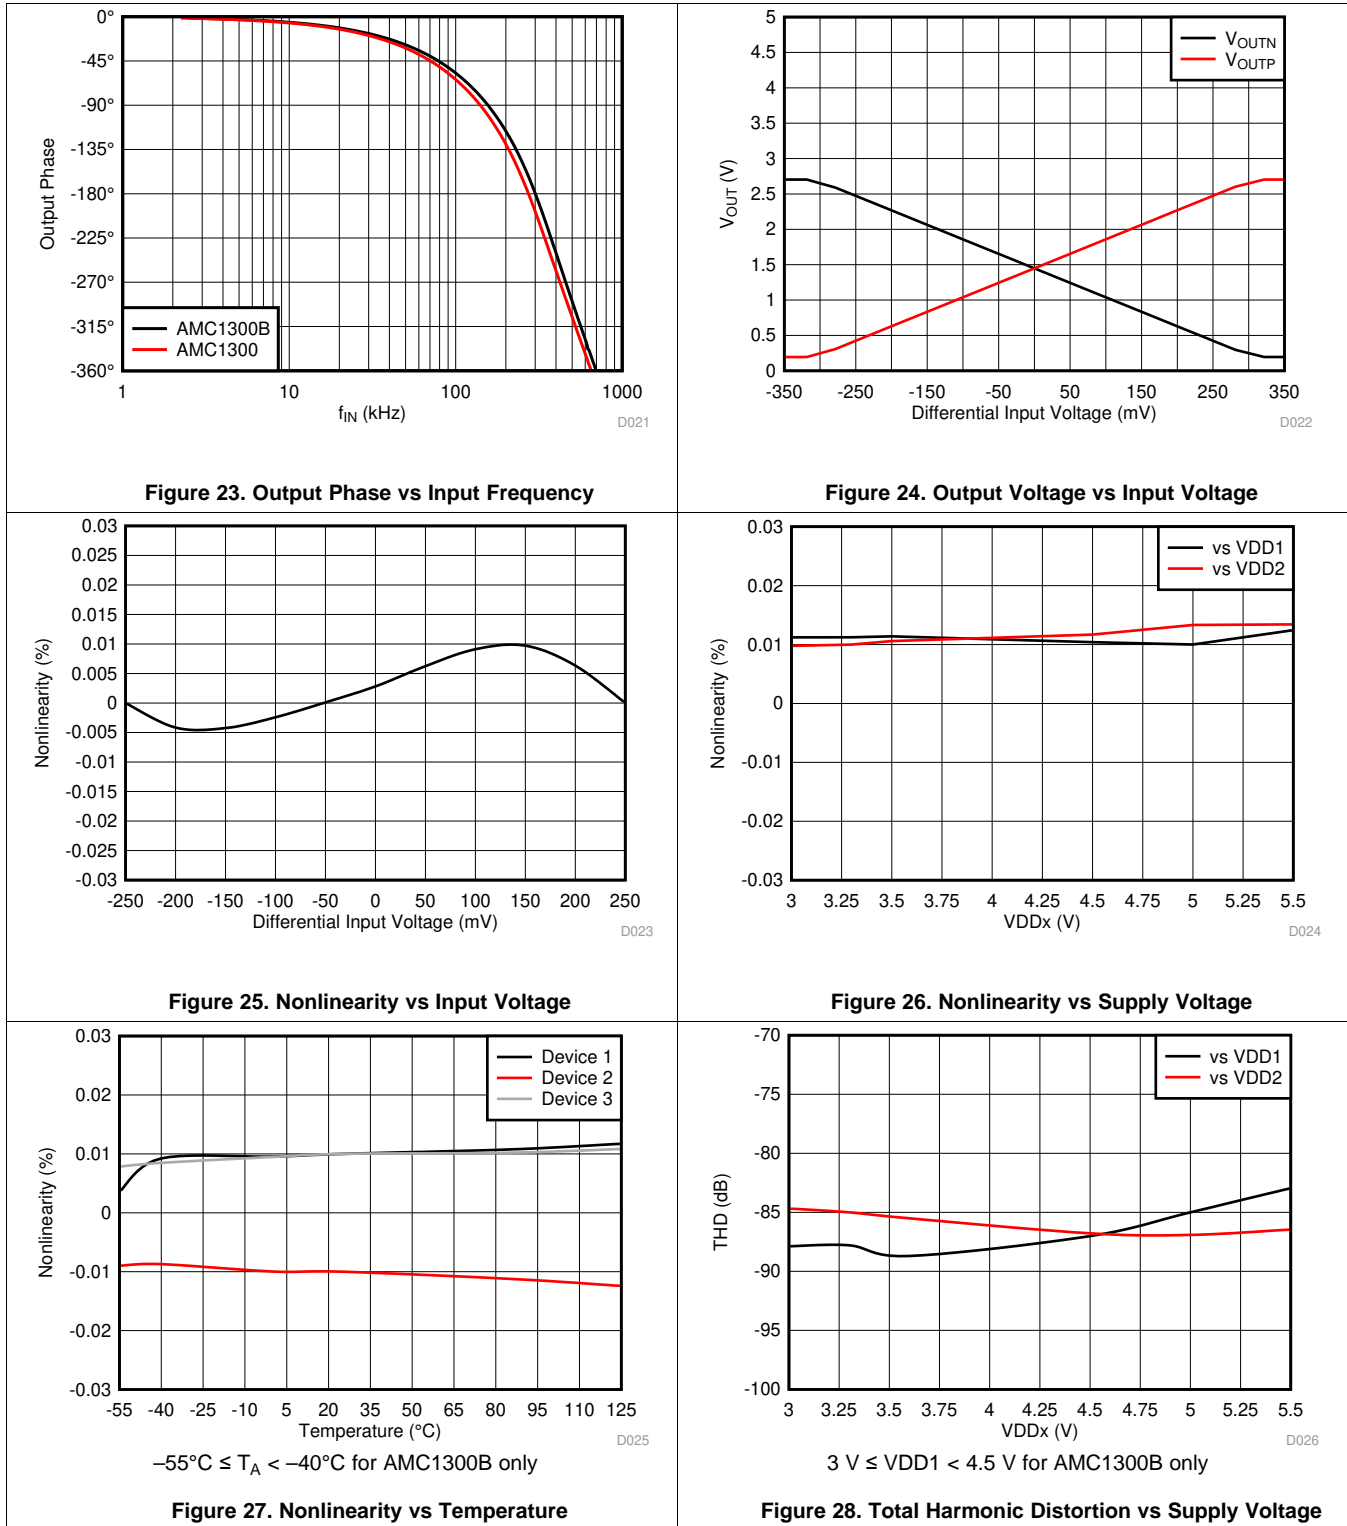 0°
-45°
-90°
-135°
-180°
-225°
-270°
-315°
-360°
Output Phase
AMC1300B
AMC1300
1 10 100 1000
fIN (kHz)
D021
Figure 23. Output Phase vs Input Frequency
5
4.5
4
3.5
3
2.5
2
1.5
1
0.5
0
VOUT (V)
VOUTN
VOUTP
-350 -250 -150 -50 50 150 250 350
Differential Input Voltage (mV)
D022
Figure 24. Output Voltage vs Input Voltage
0.03
0.025
0.02
0.015
0.01
0.005
0
-0.005
-0.01
-0.015
-0.02
-0.025
-0.03
Nonlinearity (%)
-250 -200 -150 -100 -50 0 50 100 150 200 250
Differential Input Voltage (mV)
D023
Figure 25. Nonlinearity vs Input Voltage
0.03
0.02
0.01
0
-0.01
-0.02
-0.03
Nonlinearity (%)
vs VDD1
vs VDD2
3 3.25 3.5 3.75 4 4.25 4.5 4.75 5 5.25 5.5
VDDx (V)
D024
Figure 26. Nonlinearity vs Supply Voltage
0.03
0.02
0.01
0
-0.01
-0.02
-0.03
Nonlinearity (%)
Device 1
Device 2
Device 3
-55 -40 -25 -10 5 20 35 50 65 80 95 110 125
Temperature (°C)
D025
–55°C ≤ TA < –40°C for AMC1300B only
Figure 27. Nonlinearity vs Temperature
-70
-75
-80
-85
-90
-95
-100
THD (dB)
vs VDD1
vs VDD2
3 3.25 3.5 3.75 4 4.25 4.5 4.75 5 5.25 5.5
VDDx (V)
D026
3 V ≤ VDD1 < 4.5 V for AMC1300B only
Figure 28. Total Harmonic Distortion vs Supply Voltage